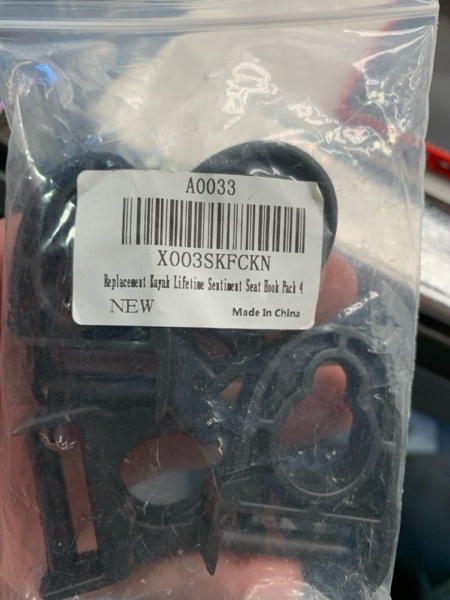 A0033
X003SKFCKN
Replacement Kayak Lifetime Sentiment Seat Hook Pack 4
NEW Made In China